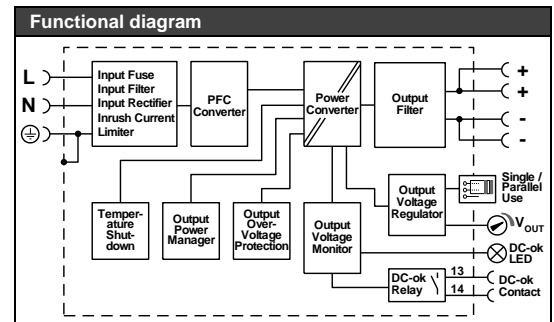 Functional diagram
L
N
Input Fuse
Input Filter
Input Rectifier
Inrush Current
Limiter
PFC
Converter
Power
Converter
Output
Filter
+
+
-
-
Temper-
ature
Shut-
down
Output
Power
Manager
Output
Over-
Voltage
Protection
Output
Voltage
Monitor
Output
Voltage
Regulator
Single /
Parallel
Use
VOUT
DC-ok
LED
DC-ok
Relay
13
14
DC-ok
Contact